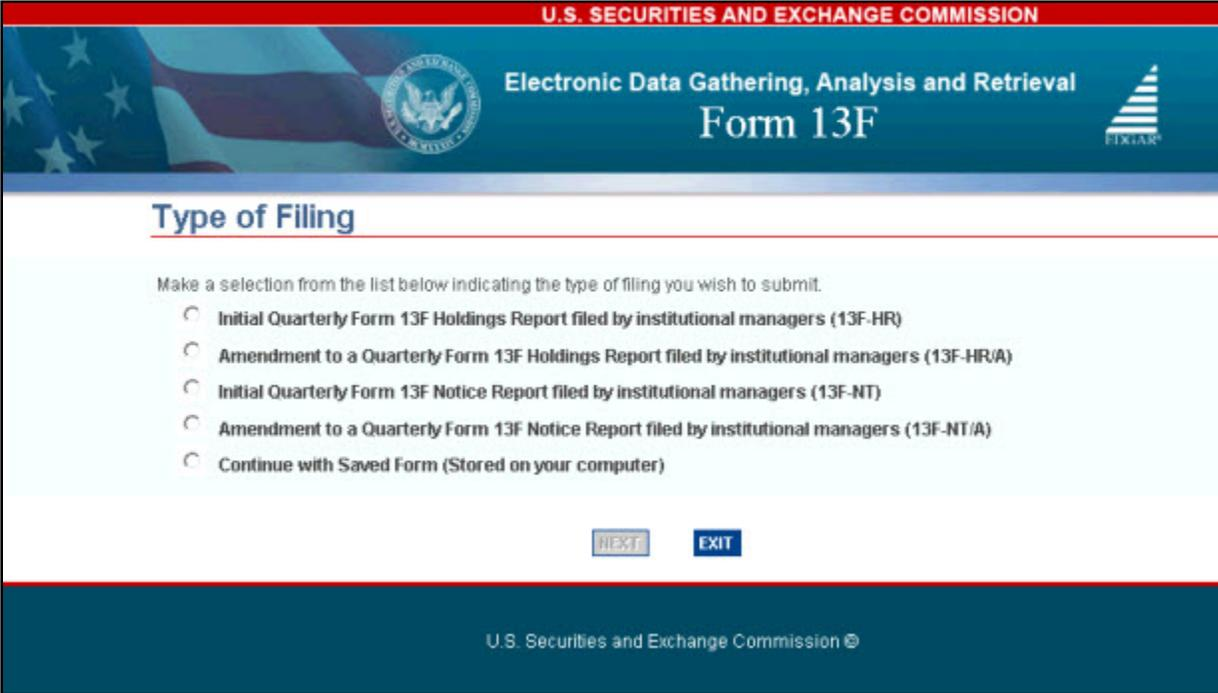 U.S. SECURITIES AND EXCHANGE COMMISSION
Electronic Data Gathering, Analysis and Retrieval
Form 13F
EDGAR®
Type of Filing
Make a selection from the list below indicating the type of filing you wish to submit.
Initial Quarterly Form 13F Holdings Report filed by institutional managers (13F-HR)
Amendment to a Quarterly Form 13F Holdings Report filed by institutional managers (13F-HR/A)
Initial Quarterly Form 13F Notice Report filed by institutional managers (13F-NT)
Amendment to a Quarterly Form 13F Notice Report filed by institutional managers (13F-NT/A)
Continue with Saved Form (Stored on your computer)
NEXT
EXIT
U.S. Securities and Exchange Commission ©